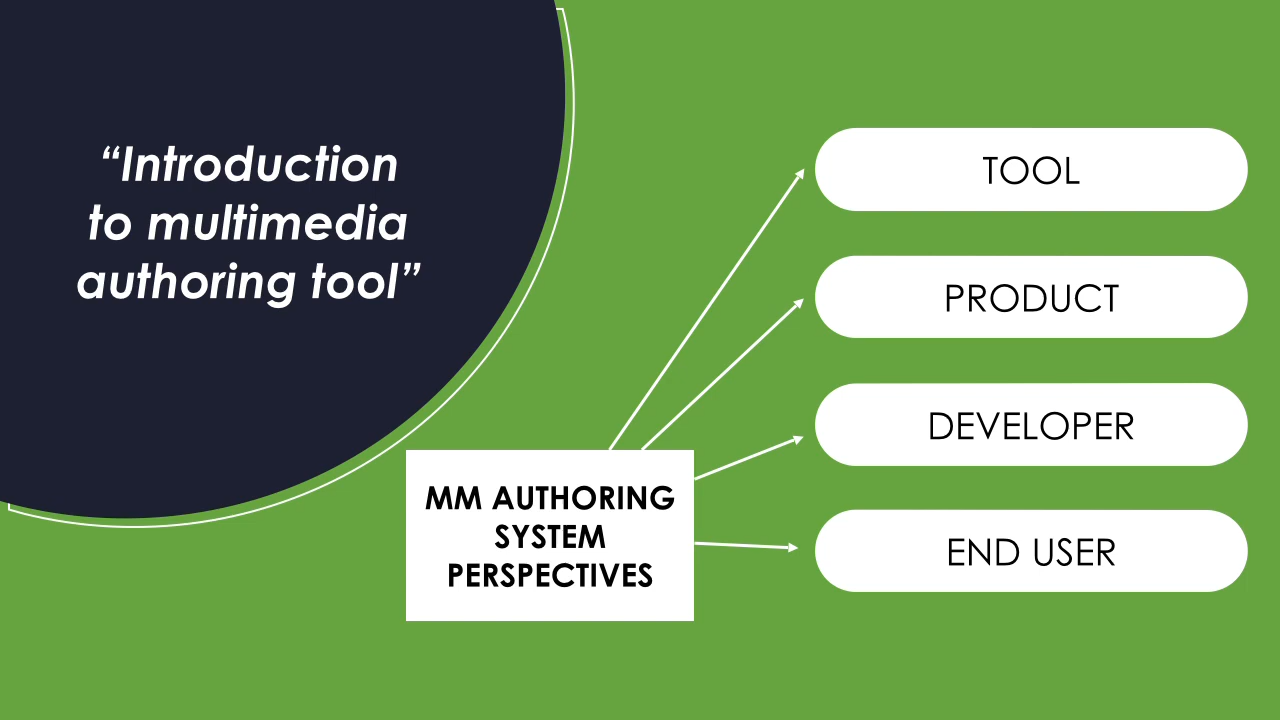 “Introduction
to multimedia
authoring tool”
TOOL
PRODUCT
DEVELOPER
END USER
MM AUTHORING
SYSTEM
PERSPECTIVES